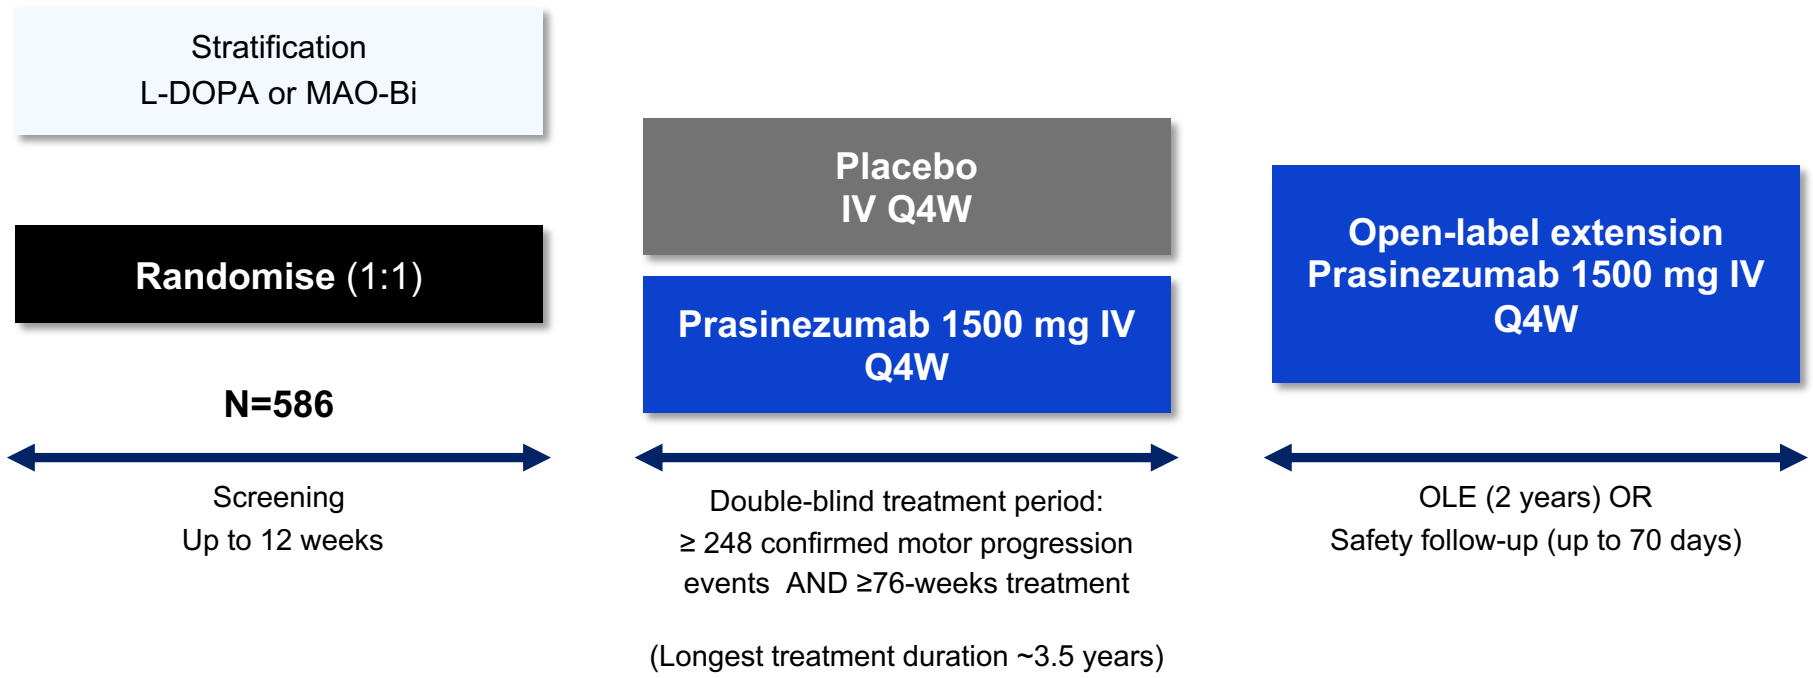 Stratification
L-DOPA or MAO-Bi
Randomise (1:1)
N=586
Screening
Up to 12 weeks
Placebo
IV Q4W
Prasinezumab 1500 mg IV
Q4W
Double-blind treatment period:
≥ 248 confirmed motor progression
events  AND ≥76-weeks treatment
(Longest treatment duration ~3.5 years)
Open-label extension
Prasinezumab 1500 mg IV
Q4W
OLE (2 years) OR
Safety follow-up (up to 70 days)